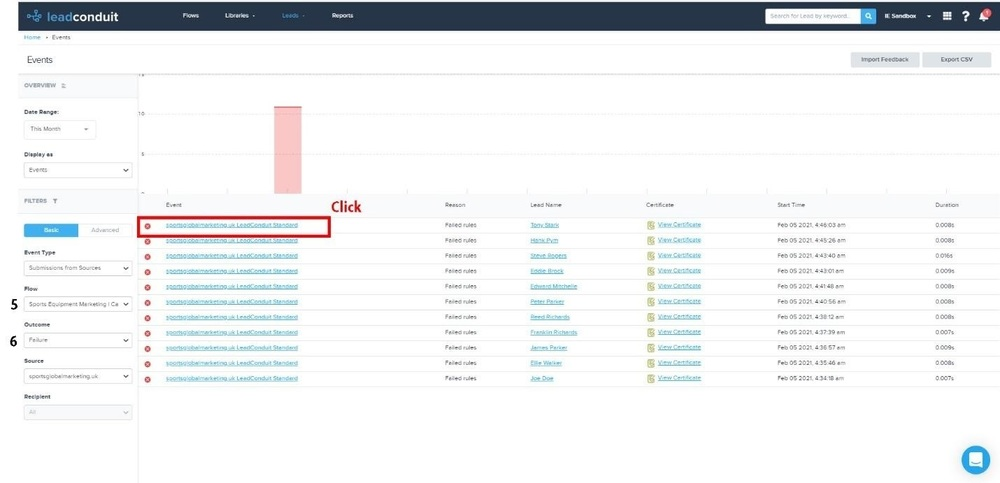 leadconduit Flows Libraries Leads Reports Search for Lead by keyword... IE Sandbox ?
Home • Events
Events Import Feedback Export CSV
OVERVIEW
Date Range:
This Month
Display as
Events
FILTERS
Basic Advanced
Event Type
Submissions from Sources
Flow
5 Sports Equipment Marketing | Ca
Outcome
6 Failure
Source
sportsglobalmarketing.uk
Recipient
All
10
5
0
Click
Event Reason Lead Name Certificate Start Time Duration
sportsglobalmarketing.uk LeadConduit Standard Failed rules Tony Stark View Certificate Feb 05 2021, 4:46:03 am 0.008s
sportsglobalmarketing.uk LeadConduit Standard Failed rules Hank Pym View Certificate Feb 05 2021, 4:45:26 am 0.008s
sportsglobalmarketing.uk LeadConduit Standard Failed rules Steve Rogers View Certificate Feb 05 2021, 4:43:40 am 0.016s
sportsglobalmarketing.uk LeadConduit Standard Failed rules Eddie Brock View Certificate Feb 05 2021, 4:43:01 am 0.009s
sportsglobalmarketing.uk LeadConduit Standard Failed rules Edward Mitchelle View Certificate Feb 05 2021, 4:41:48 am 0.008s
sportsglobalmarketing.uk LeadConduit Standard Failed rules Peter Parker View Certificate Feb 05 2021, 4:40:56 am 0.008s
sportsglobalmarketing.uk LeadConduit Standard Failed rules Reed Richards View Certificate Feb 05 2021, 4:38:12 am 0.008s
sportsglobalmarketing.uk LeadConduit Standard Failed rules Franklin Richards View Certificate Feb 05 2021, 4:37:39 am 0.007s
sportsglobalmarketing.uk LeadConduit Standard Failed rules James Parker View Certificate Feb 05 2021, 4:36:57 am 0.009s
sportsglobalmarketing.uk LeadConduit Standard Failed rules Ellie Walker View Certificate Feb 05 2021, 4:35:46 am 0.008s
sportsglobalmarketing.uk LeadConduit Standard Failed rules Joe Doe View Certificate Feb 05 2021, 4:34:18 am 0.007s